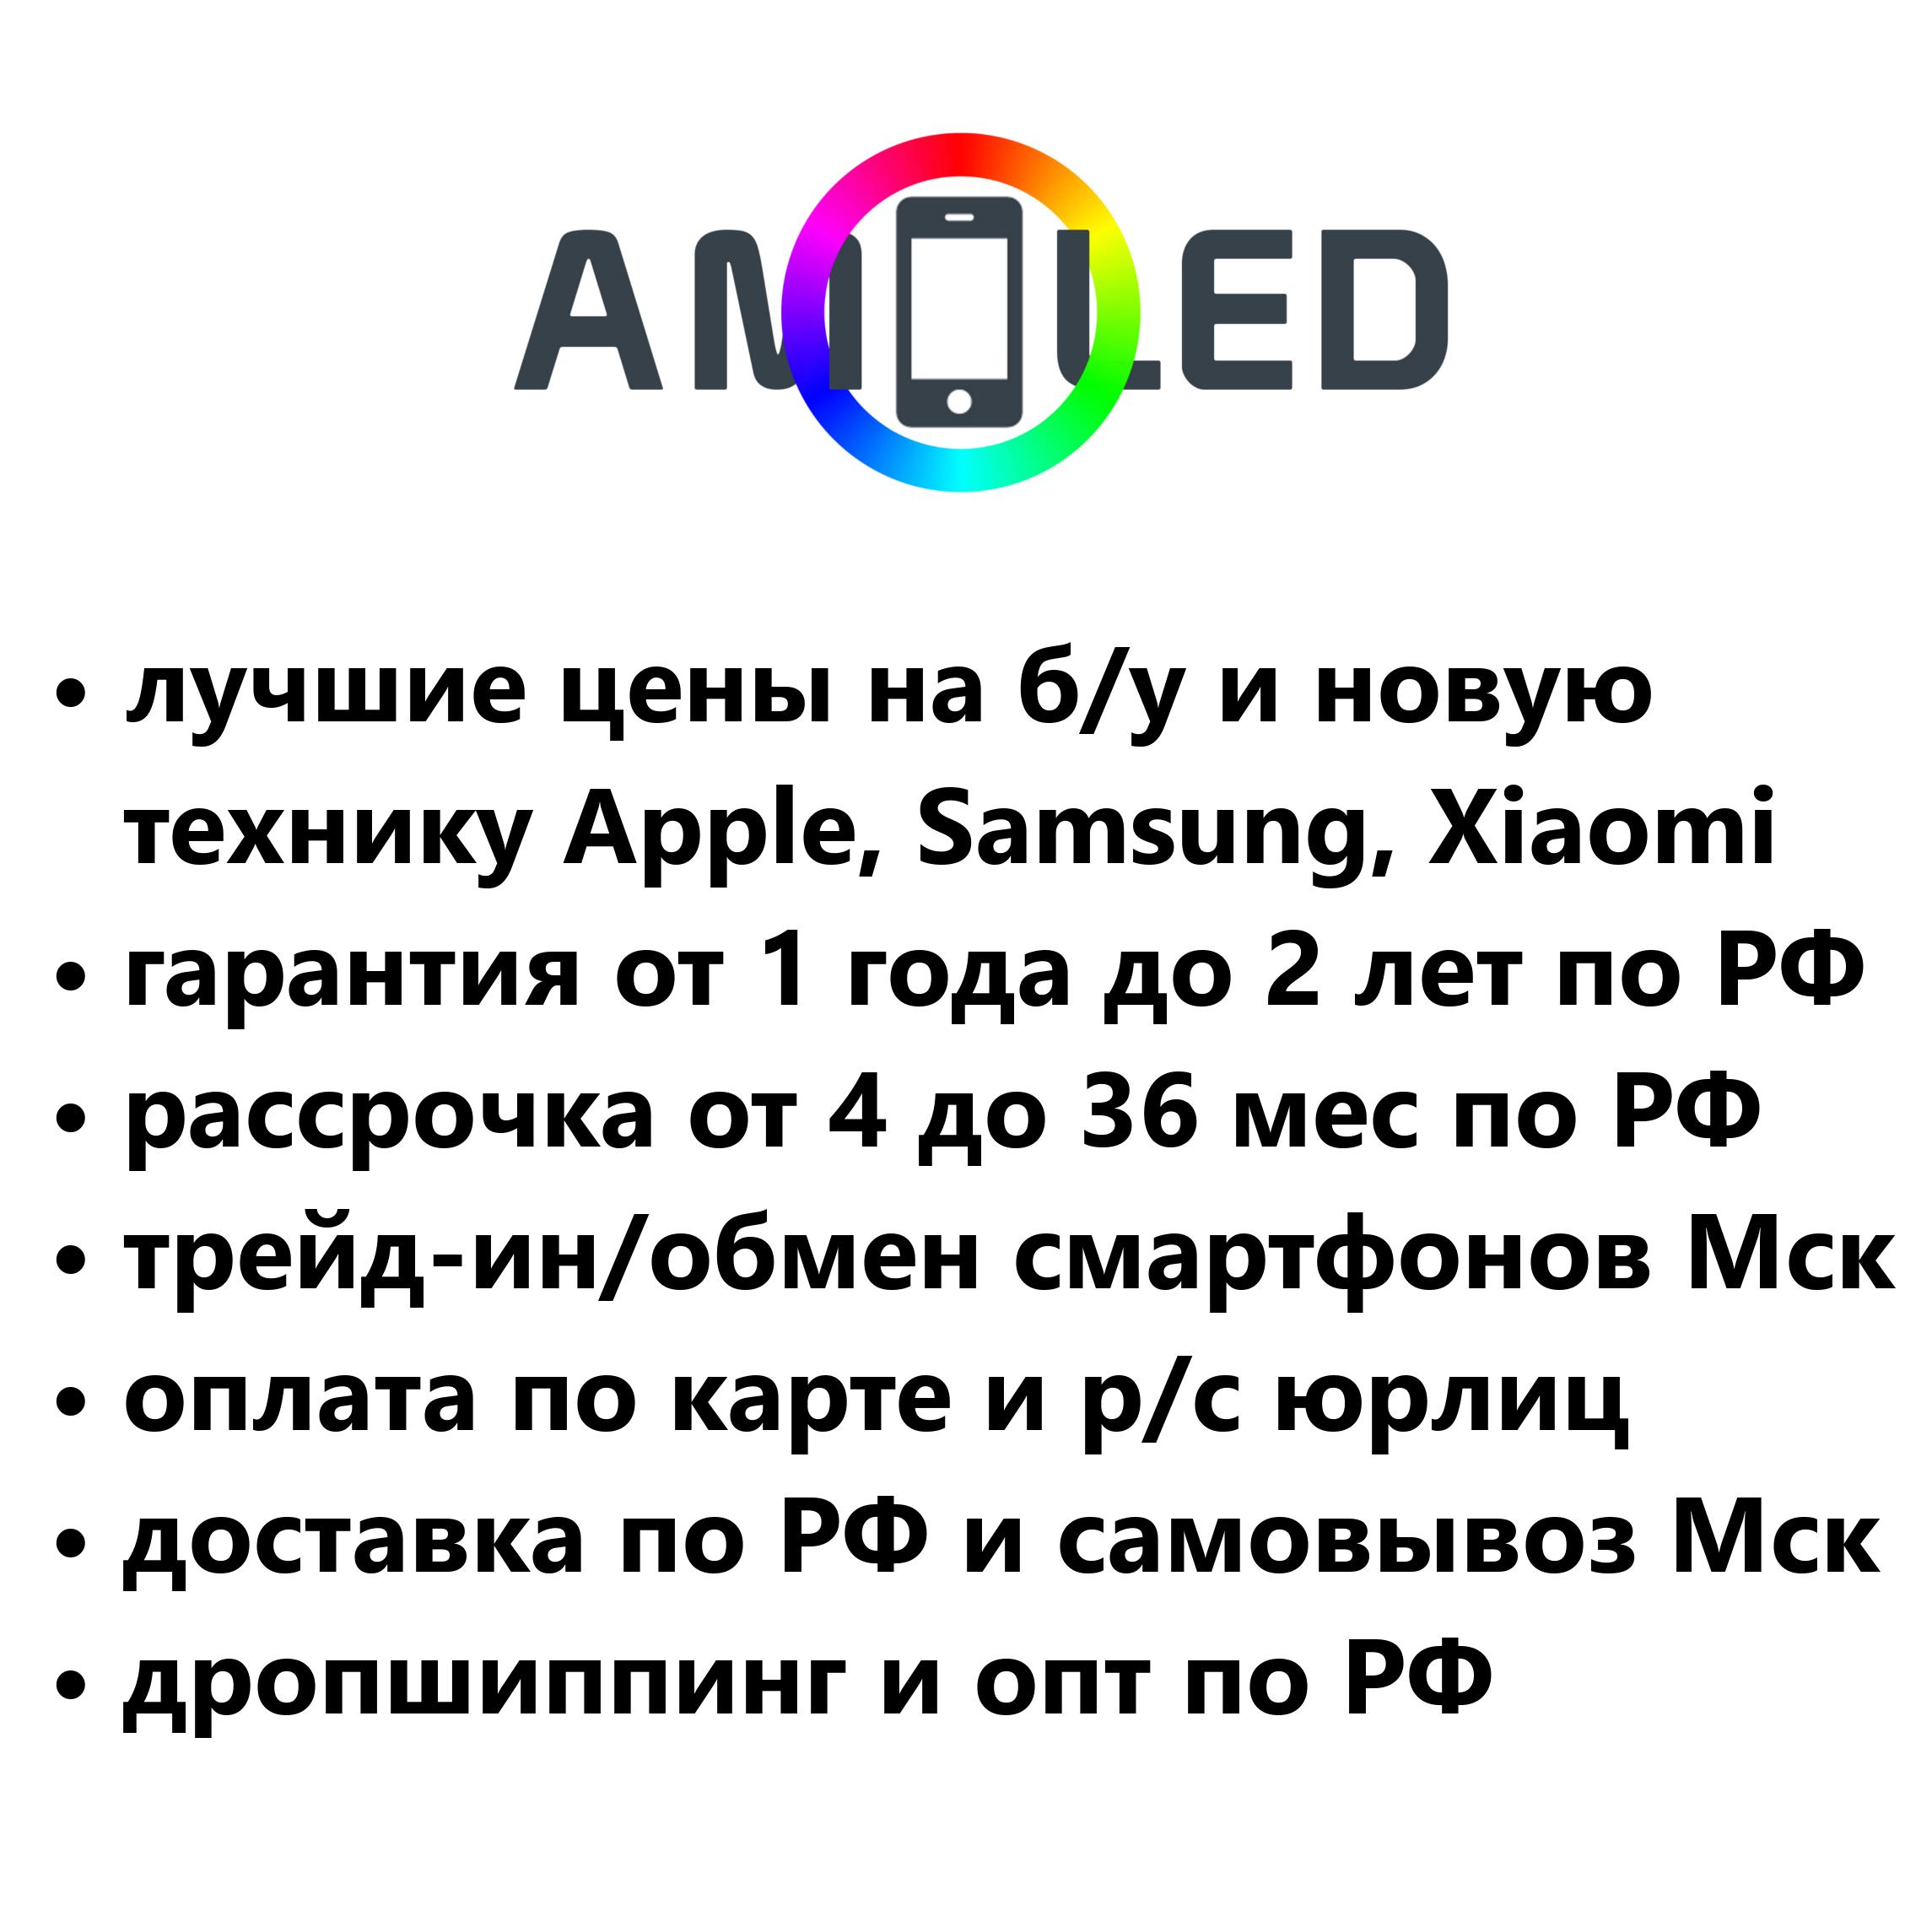 AMOLED
• лучшие цены на б/у и новую
технику Apple, Samsung, Xiaomi
• гарантия от 1 года до 2 лет по РФ
• рассрочка от 4 до 36 мес по РФ
• трейд-ин/обмен смартфонов Мск
• оплата по карте и р/с юрлиц
• доставка по РФ и самовывоз Мск
• дропшиппинг и опт по РФ